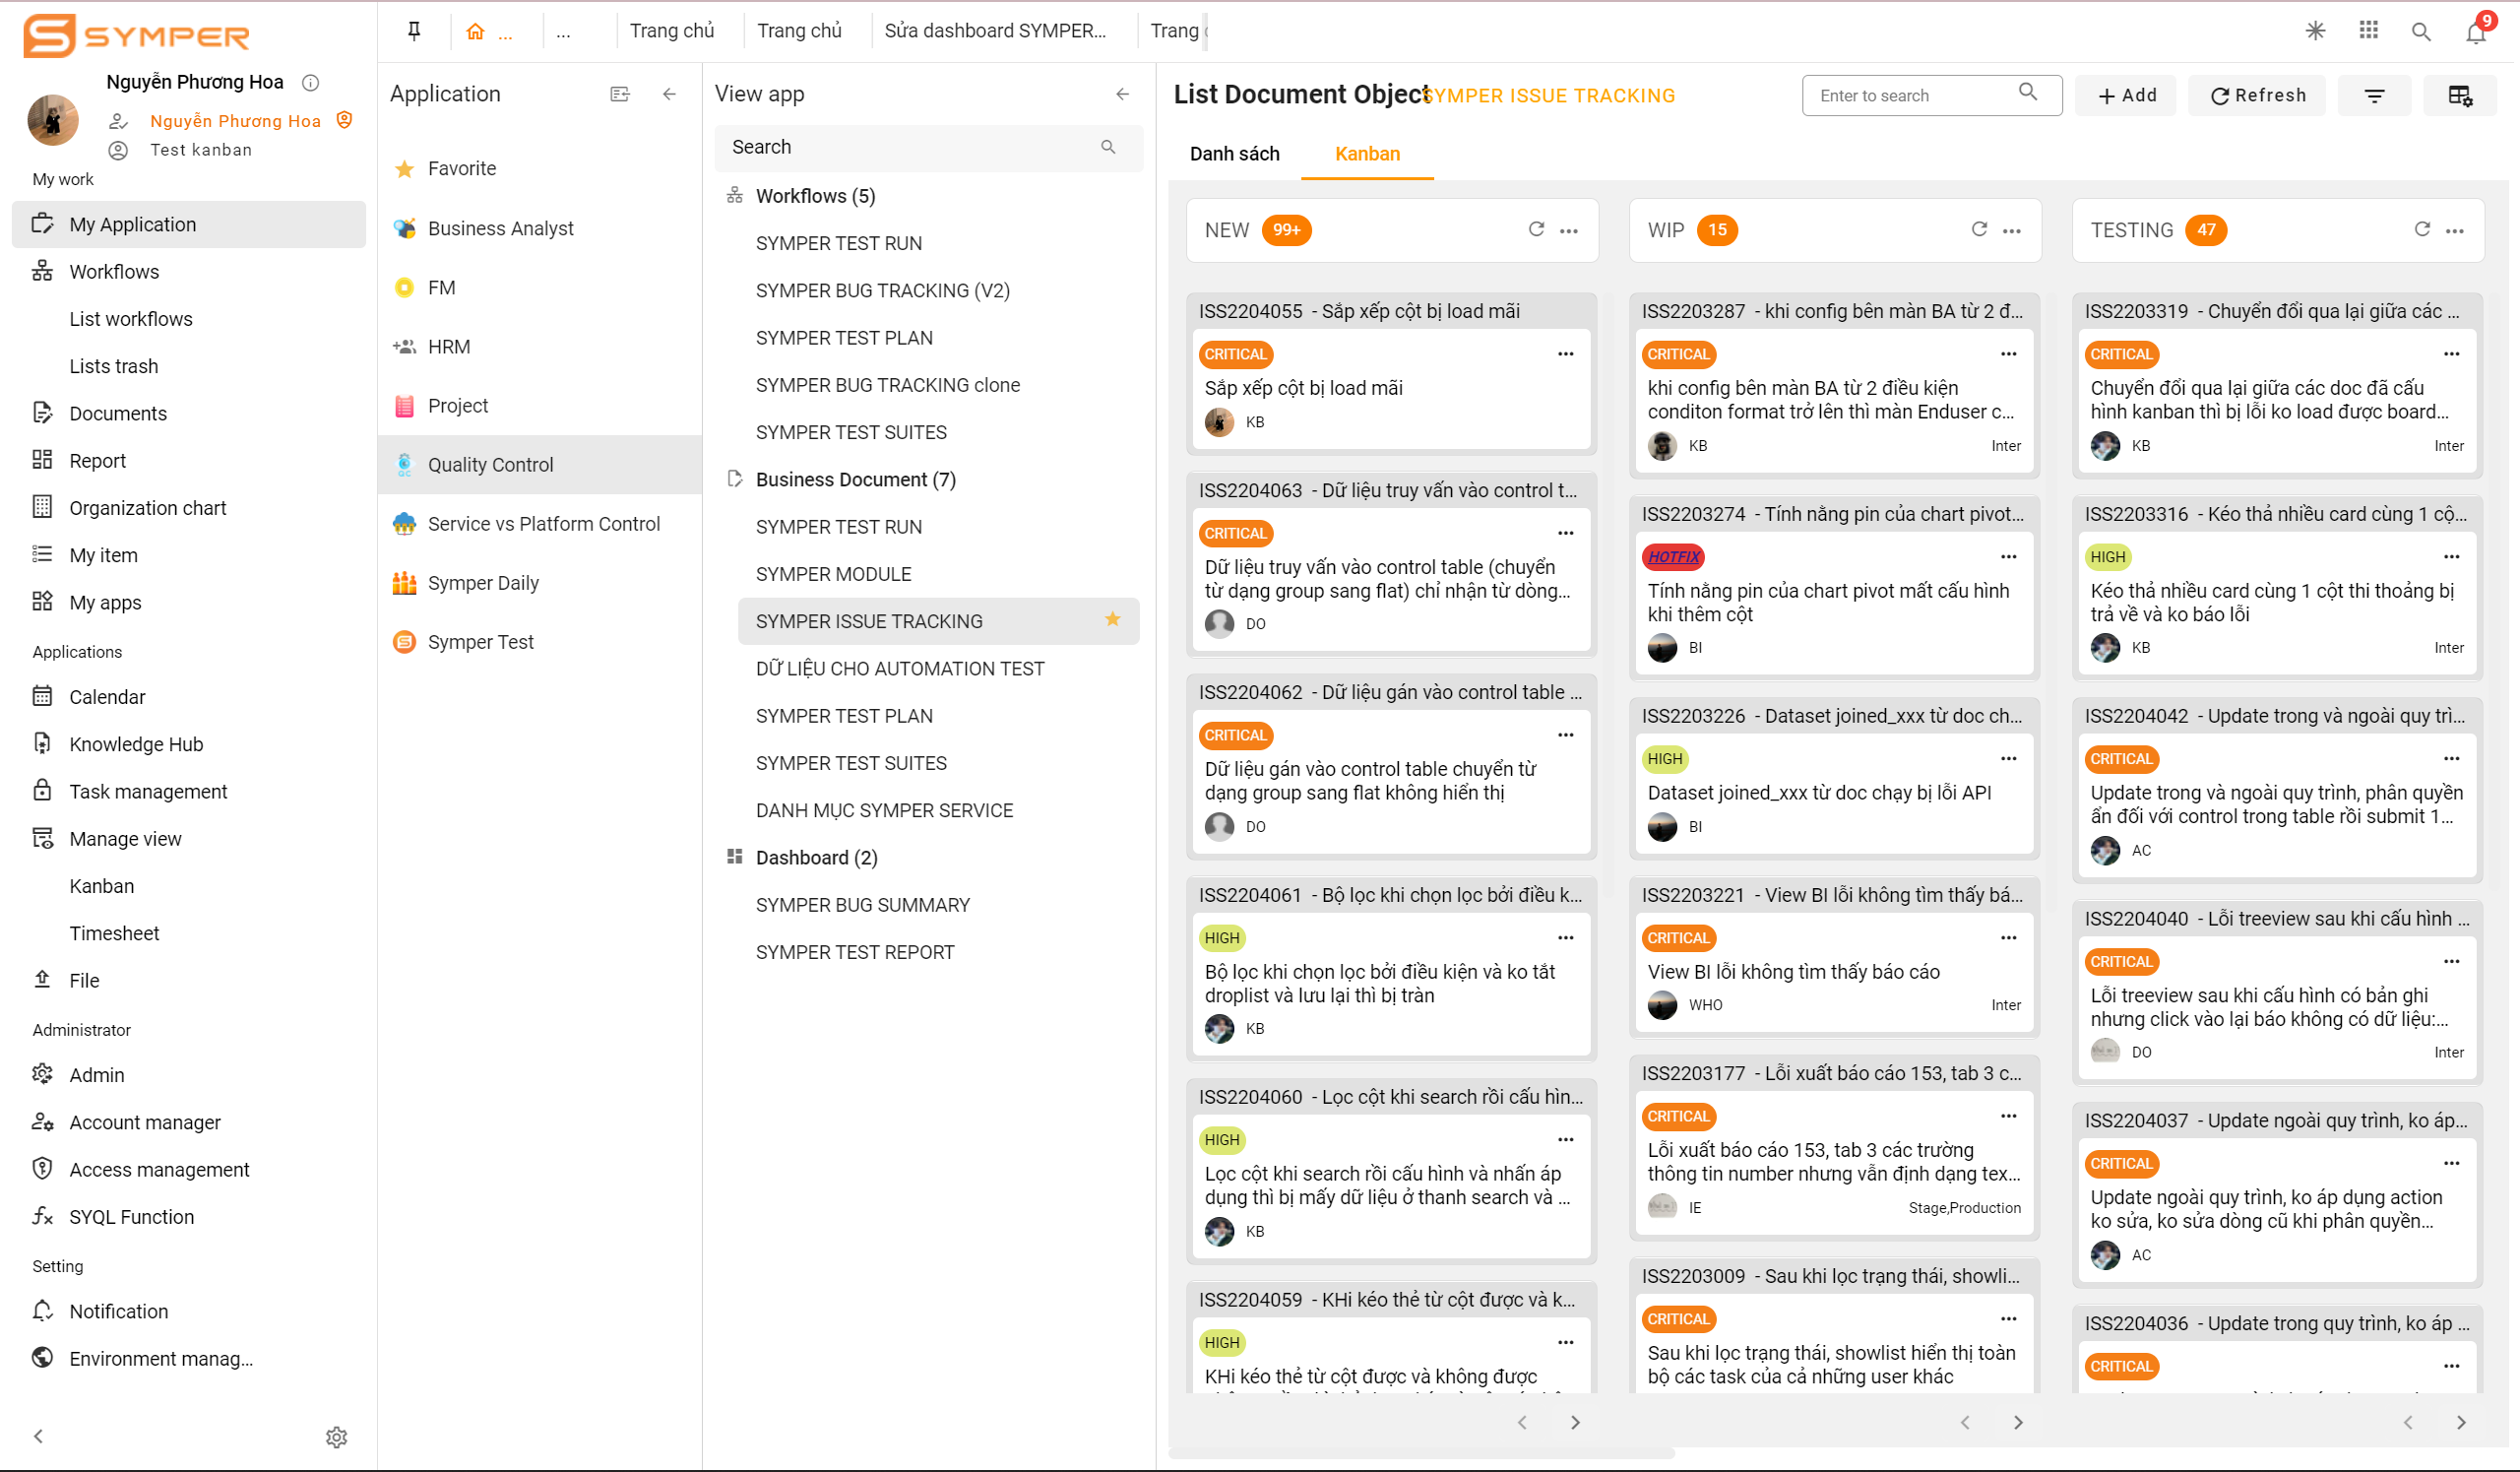 SYMPER
Nguyễn Phương Hoa
Nguyễn Phương Hoa
Test kanban
My work
My Application
Workflows
List workflows
Lists trash
Documents
Report
Organization chart
My item
My apps
Applications
Calendar
Knowledge Hub
Task management
Manage view
Kanban
Timesheet
File
Administrator
Admin
Account manager
Access management
SYQL Function
Setting
Notification
Environment manag...
...
...
Trang chủ
Trang chủ
Sửa dashboard SYMPER...
Trang
9
Application
Favorite
Business Analyst
FM
HRM
Project
Quality Control
Service vs Platform Control
Symper Daily
Symper Test
View app
Search
Workflows (5)
SYMPER TEST RUN
SYMPER BUG TRACKING (V2)
SYMPER TEST PLAN
SYMPER BUG TRACKING clone
SYMPER TEST SUITES
Business Document (7)
SYMPER TEST RUN
SYMPER MODULE
SYMPER ISSUE TRACKING
DỮ LIỆU CHO AUTOMATION TEST
SYMPER TEST PLAN
SYMPER TEST SUITES
DANH MỤC SYMPER SERVICE
Dashboard (2)
SYMPER BUG SUMMARY
SYMPER TEST REPORT
List Document Object SYMPER ISSUE TRACKING
Enter to search
Add
Refresh
Danh sách
Kanban
NEW 99+
ISS2204055 - Sắp xếp cột bị load mãi
CRITICAL
Sắp xếp cột bị load mãi
KB
ISS2204063 - Dữ liệu truy vấn vào control t...
CRITICAL
Dữ liệu truy vấn vào control table (chuyển
từ dạng group sang flat) chỉ nhận từ dòng...
DO
ISS2204062 - Dữ liệu gán vào control table ...
CRITICAL
Dữ liệu gán vào control table chuyển từ
dạng group sang flat không hiển thị
DO
ISS2204061 - Bộ lọc khi chọn lọc bởi điều k...
HIGH
Bộ lọc khi chọn lọc bởi điều kiện và ko tắt
droplist và lưu lại thì bị tràn
KB
ISS2204060 - Lọc cột khi search rồi cấu hìn...
HIGH
Lọc cột khi search rồi cấu hình và nhấn áp
dụng thì bị mấy dữ liệu ở thanh search và ...
KB
ISS2204059 - KHi kéo thẻ từ cột được và k...
HIGH
KHi kéo thẻ từ cột được và không được
WIP 15
ISS2203287 - khi config bên màn BA từ 2 đ...
CRITICAL
khi config bên màn BA từ 2 điều kiện
conditon format trở lên thì màn Enduser c...
KB Inter
ISS2203274 - Tính nằng pin của chart pivot...
HOTFIX
Tính nằng pin của chart pivot mất cấu hình
khi thêm cột
BI
ISS2203226 - Dataset joined_xxx từ doc ch...
HIGH
Dataset joined_xxx từ doc chạy bị lỗi API
BI
ISS2203221 - View BI lỗi không tìm thấy bá...
CRITICAL
View BI lỗi không tìm thấy báo cáo
WHO Inter
ISS2203177 - Lỗi xuất báo cáo 153, tab 3 c...
CRITICAL
Lỗi xuất báo cáo 153, tab 3 các trường
thông tin number nhưng vẫn định dạng tex...
IE Stage,Production
ISS2203009 - Sau khi lọc trạng thái, showli...
CRITICAL
Sau khi lọc trạng thái, showlist hiển thị toàn
bộ các task của cả những user khác
TESTING 47
ISS2203319 - Chuyển đổi qua lại giữa các ...
CRITICAL
Chuyển đổi qua lại giữa các doc đã cấu
hình kanban thì bị lỗi ko load được board...
KB Inter
ISS2203316 - Kéo thả nhiều card cùng 1 cộ...
HIGH
Kéo thả nhiều card cùng 1 cột thi thoảng bị
trả về và ko báo lỗi
KB Inter
ISS2204042 - Update trong và ngoài quy trì...
CRITICAL
Update trong và ngoài quy trình, phân quyền
ẩn đối với control trong table rồi submit 1...
AC
ISS2204040 - Lỗi treeview sau khi cấu hình ...
CRITICAL
Lỗi treeview sau khi cấu hình có bản ghi
nhưng click vào lại báo không có dữ liệu:...
DO Inter
ISS2204037 - Update ngoài quy trình, ko áp...
CRITICAL
Update ngoài quy trình, ko áp dụng action
ko sửa, ko sửa dòng cũ khi phân quyền...
AC
ISS2204036 - Update trong quy trình, ko áp ...
CRITICAL